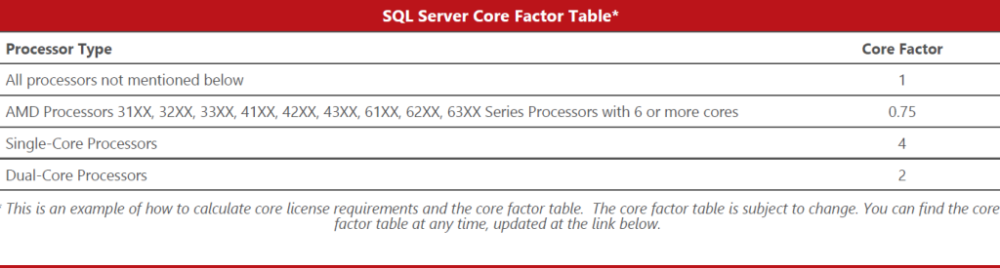 SQL Server Core Factor Table*
Processor Type Core Factor
All processors not mentioned below 1
AMD Processors 31XX, 32XX, 33XX, 41XX, 42XX, 43XX, 61XX, 62XX, 63XX Series Processors with 6 or more cores 0.75
Single-Core Processors 4
Dual-Core Processors 2
* This is an example of how to calculate core license requirements and the core factor table. The core factor table is subject to change. You can find the core
factor table at any time, updated at the link below.